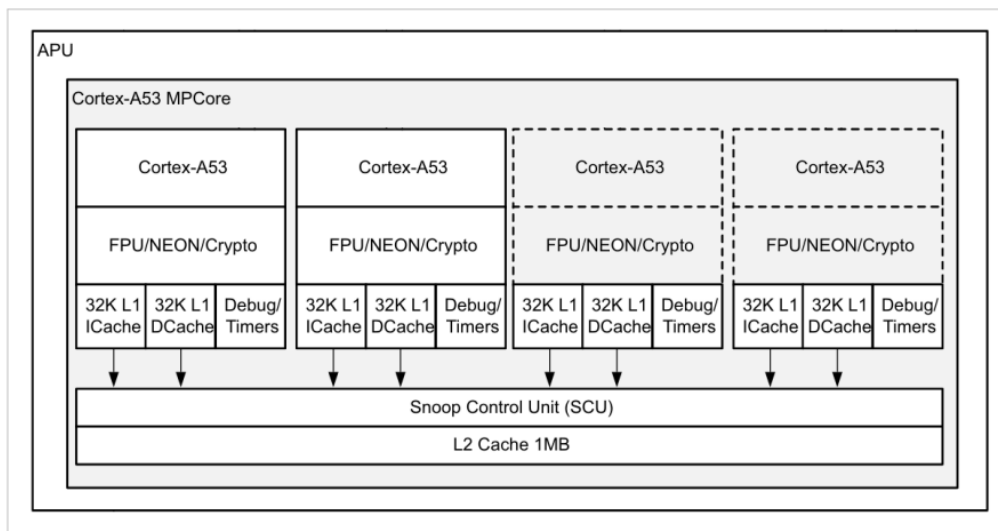 APU
Cortex-A53 MPCore
Cortex-A53
FPU/NEON/Crypto
32K L1
ICache
32K L1
DCache
Debug/
Timers
Cortex-A53
FPU/NEON/Crypto
32K L1
ICache
32K L1
DCache
Debug/
Timers
Cortex-A53
FPU/NEON/Crypto
32K L1
ICache
32K L1
DCache
Debug/
Timers
Cortex-A53
FPU/NEON/Crypto
32K L1
ICache
32K L1
DCache
Debug/
Timers
Snoop Control Unit (SCU)
L2 Cache 1MB